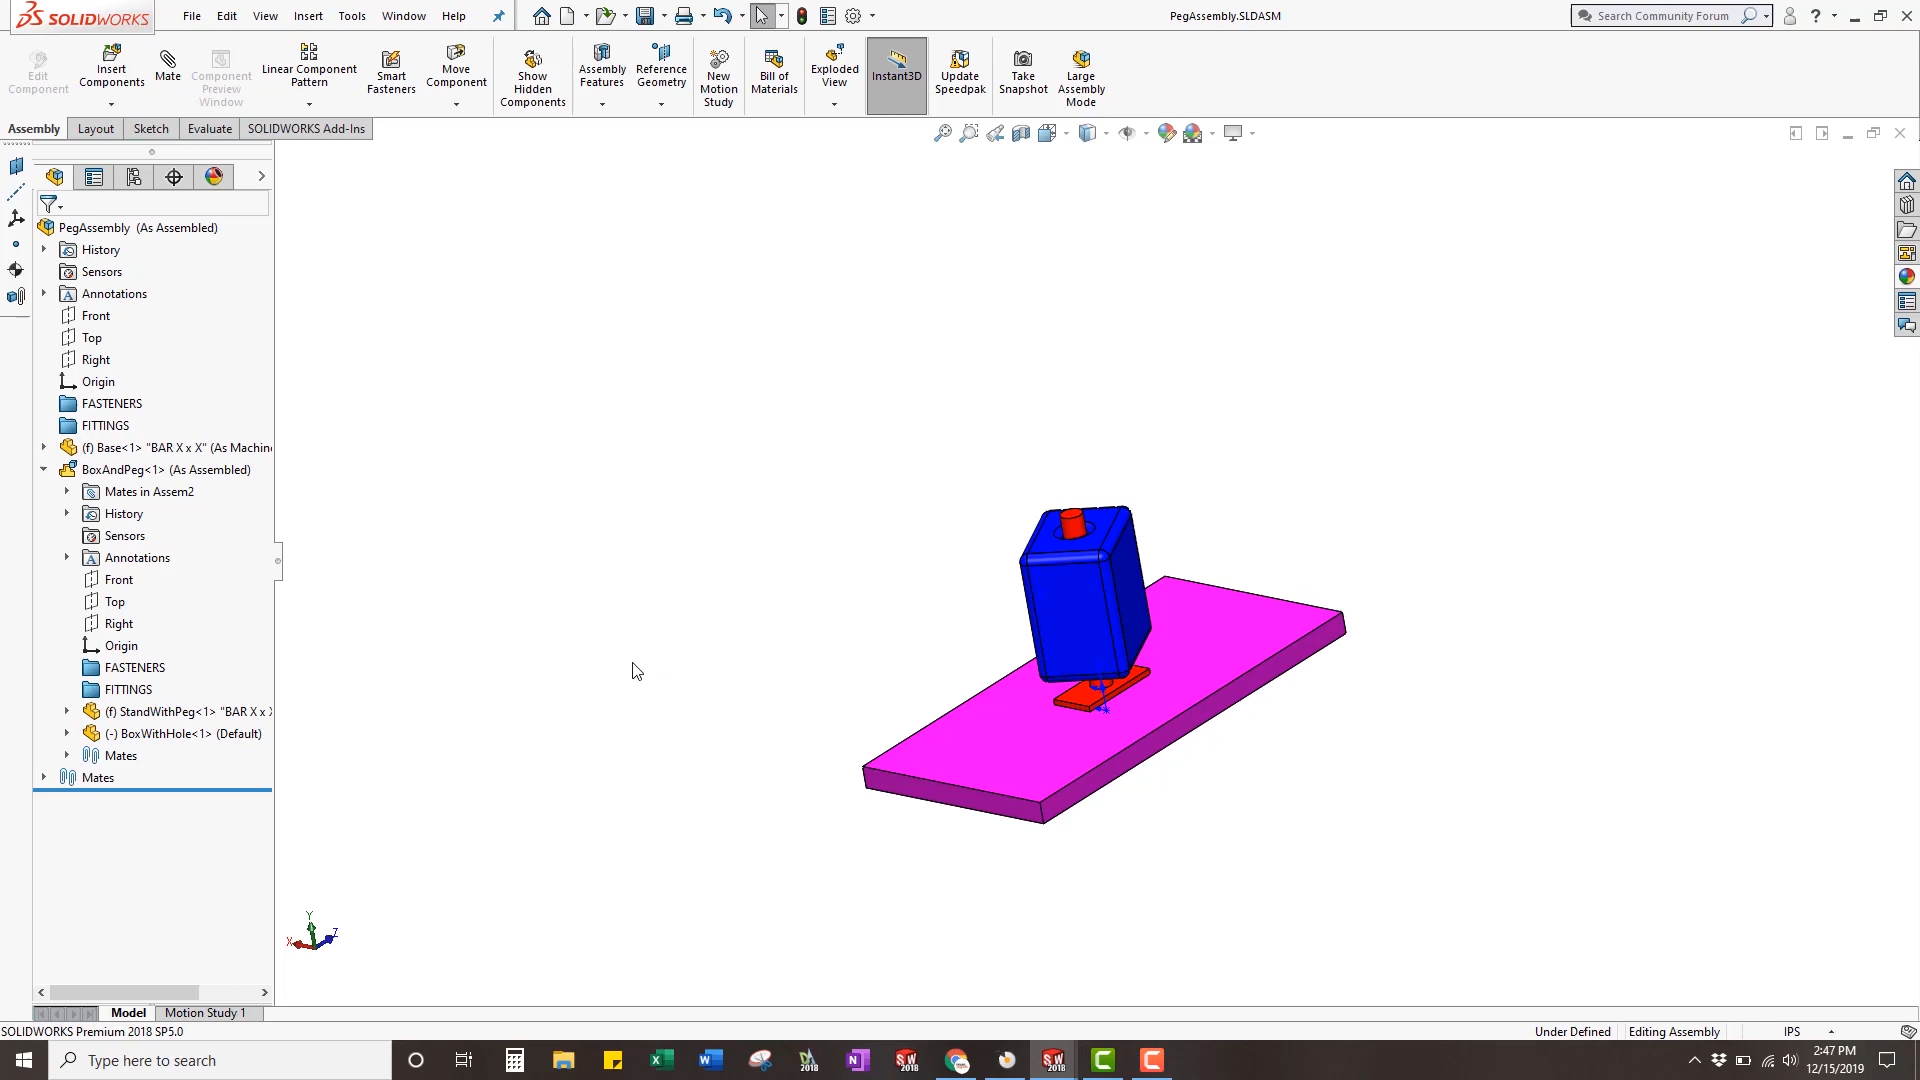 SOLIDWORKS File Edit View Insert Tools Window Help PegAssembly.SLDASM Search Community Forum ?
Edit Component
Insert Components
Mate
Component Preview Window
Linear Component Pattern
Smart Fasteners
Move Component
Show Hidden Components
Assembly Features
Reference Geometry
New Motion Study
Bill of Materials
Exploded View
Instant3D
Update Speedpak
Take Snapshot
Large Assembly Mode
Assembly Layout Sketch Evaluate SOLIDWORKS Add-Ins
PegAssembly (As Assembled)
History
Sensors
A Annotations
Front
Top
Right
Origin
FASTENERS
FITTINGS
(f) Base<1> "BAR X x X" (As Machin
BoxAndPeg<1> (As Assembled)
Mates in Assem2
History
Sensors
A Annotations
Front
Top
Right
Origin
FASTENERS
FITTINGS
(f) StandWithPeg<1> "BAR X x X
(-) BoxWithHole<1> (Default)
Mates
Mates
Y
X Z
Model Motion Study 1
SOLIDWORKS Premium 2018 SP5.0 Under Defined Editing Assembly IPS
Type here to search 2018 SW 2018 SW 2018 2:47 PM
12/15/2019